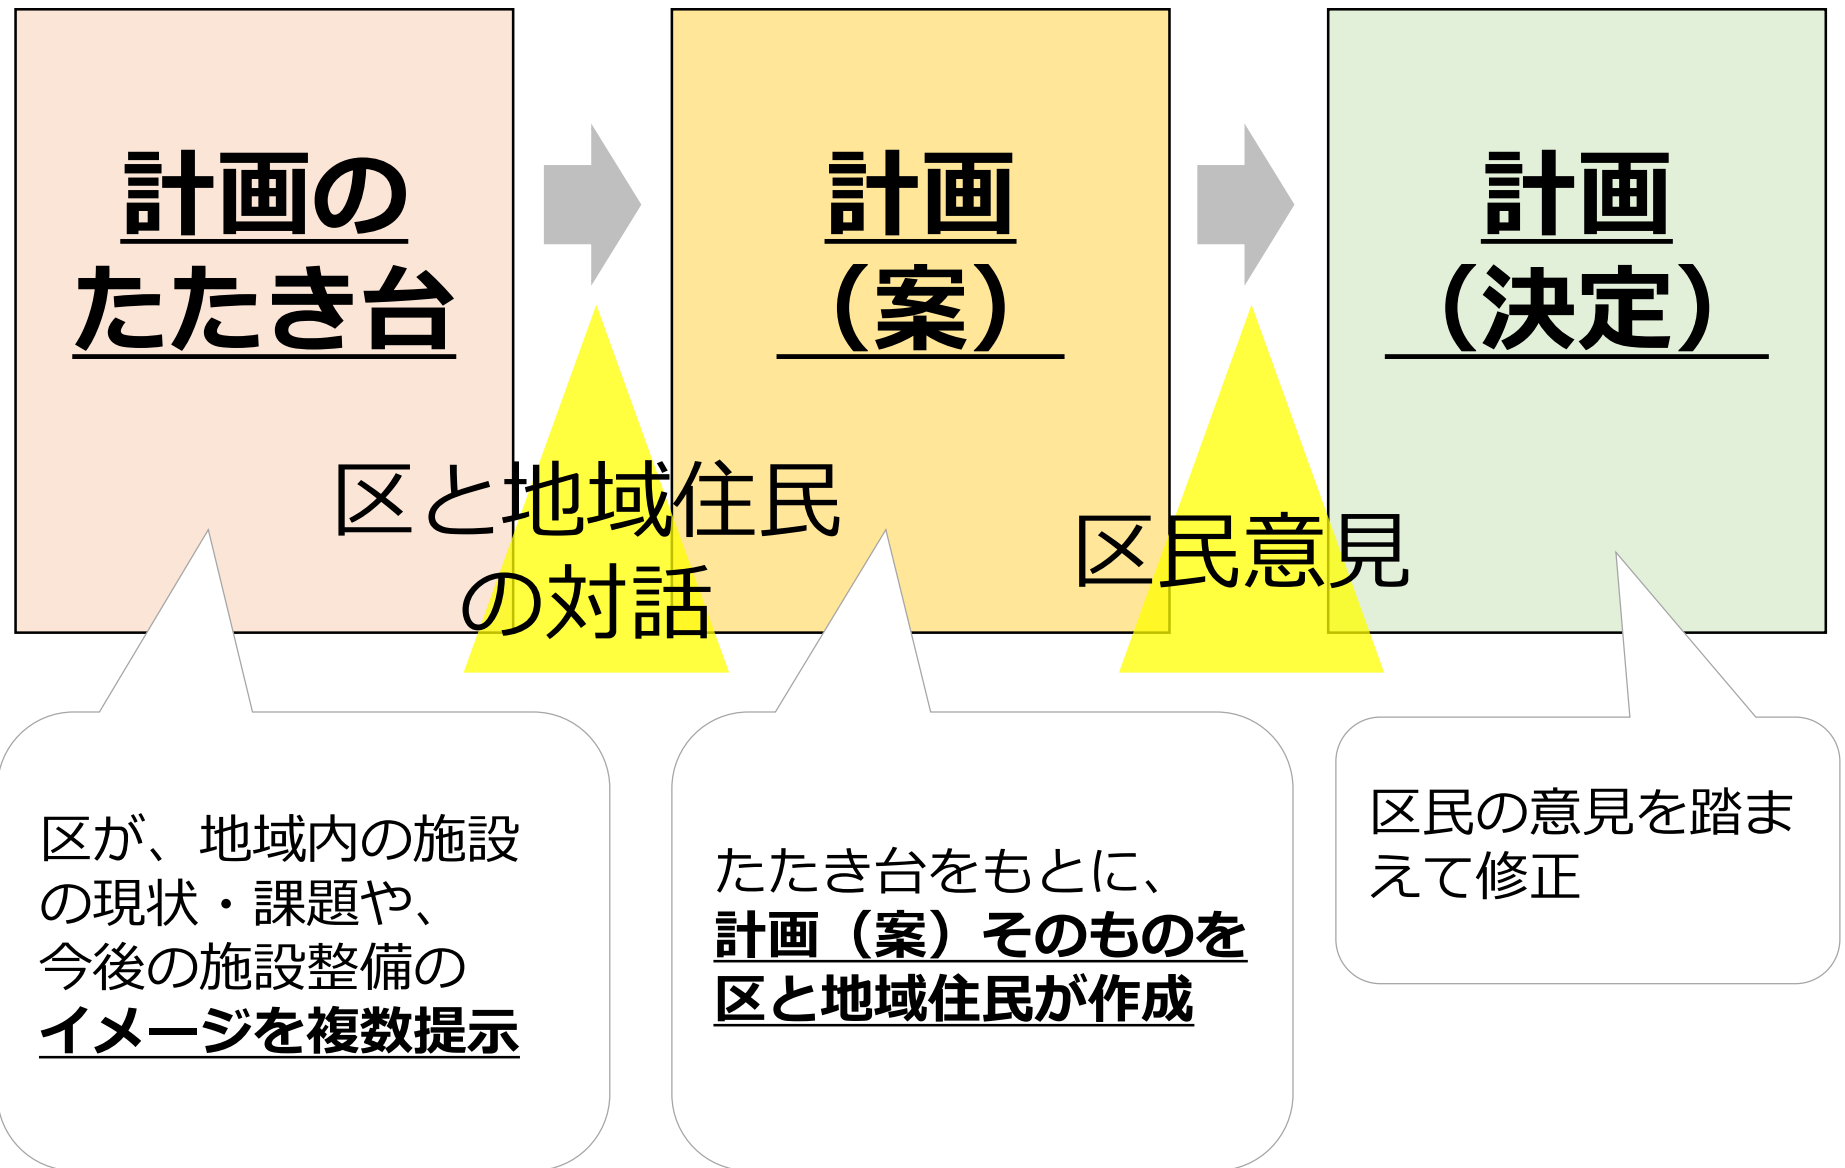 計画の
たたき台
計画
（案）
計画
（決定）
区と地域住民
の対話
区民意見
区が、地域内の施設
の現状・課題や、
今後の施設整備の
イメージを複数提示
たたき台をもとに、
計画（案）そのものを
区と地域住民が作成
区民の意見を踏ま
えて修正